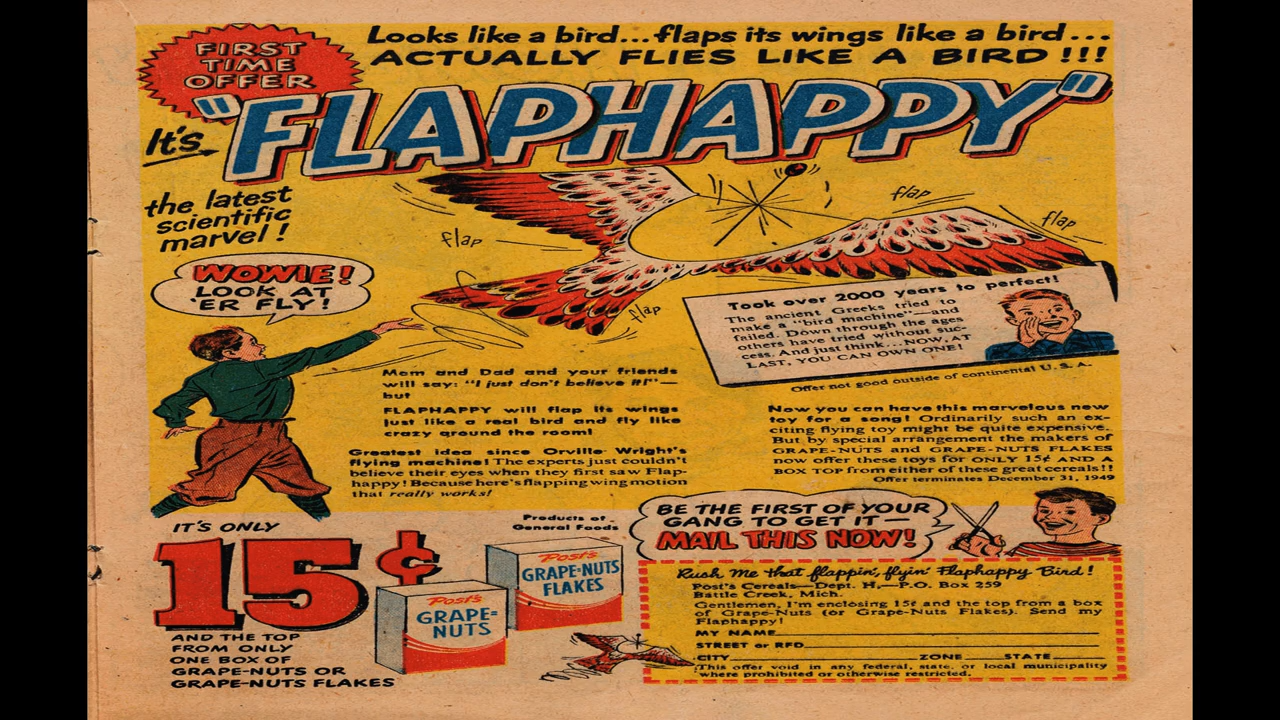 FIRST
TIME
OFFER
Looks like a bird...flaps its wings like a bird...
ACTUALLY FLIES LIKE A BIRD!!!
It's "FLAPHAPPY"
the latest
scientific
marvel!
flap
flap
flap
flap
WOWIE!
LOOK AT
'ER FLY!
Took over 2000 years to perfect!
The ancient Greeks tried to
make a "bird machine"—and
failed. Down through the ages
others have tried without suc-
cess. And just think...NOW, AT
LAST, YOU CAN OWN ONE!
Offer not good outside of continental U.S.A.
Mom and Dad and your friends
will say: "I just don't believe it!"—
but
FLAPHAPPY will flap its wings
just like a real bird and fly like
crazy around the room!
Greatest idea since Orville Wright's
flying machine! The experts just couldn't
believe their eyes when they first saw Flap-
happy! Because here's flapping wing motion
that really works!
Now you can have this marvelous new
toy for a song! Ordinarily such an ex-
citing flying toy might be quite expensive.
But by special arrangement the makers of
GRAPE-NUTS and GRAPE-NUTS FLAKES
now offer these toys for ONLY 15¢ AND A
BOX TOP from either of these great cereals!!
Offer terminates December 31, 1949
IT'S ONLY
15¢
AND THE TOP
FROM ONLY
ONE BOX OF
GRAPE-NUTS OR
GRAPE-NUTS FLAKES
Products of
General Foods
Post's
GRAPE-NUTS
FLAKES
Post's
GRAPE=
NUTS
BE THE FIRST OF YOUR
GANG TO GET IT—
MAIL THIS NOW!
Rush Me that flappin', flyin' Flaphappy Bird!
Post's Cereals—Dept. H,—P.O. Box 259
Battle Creek, Mich.
Gentlemen, I'm enclosing 15¢ and the top from a box
of Grape-Nuts (or Grape-Nuts Flakes). Send my
Flaphappy!
MY NAME
STREET or RFD
CITY ZONE STATE
This offer void in any federal, state, or local municipality
where prohibited or otherwise restricted.